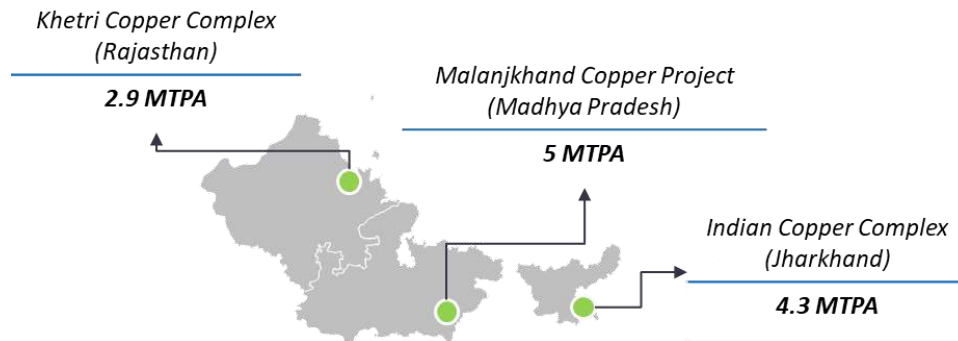 Khetri Copper Complex
(Rajasthan)
2.9 MTPA
Malanjkhand Copper Project
(Madhya Pradesh)
5 MTPA
Indian Copper Complex
(Jharkhand)
4.3 MTPA